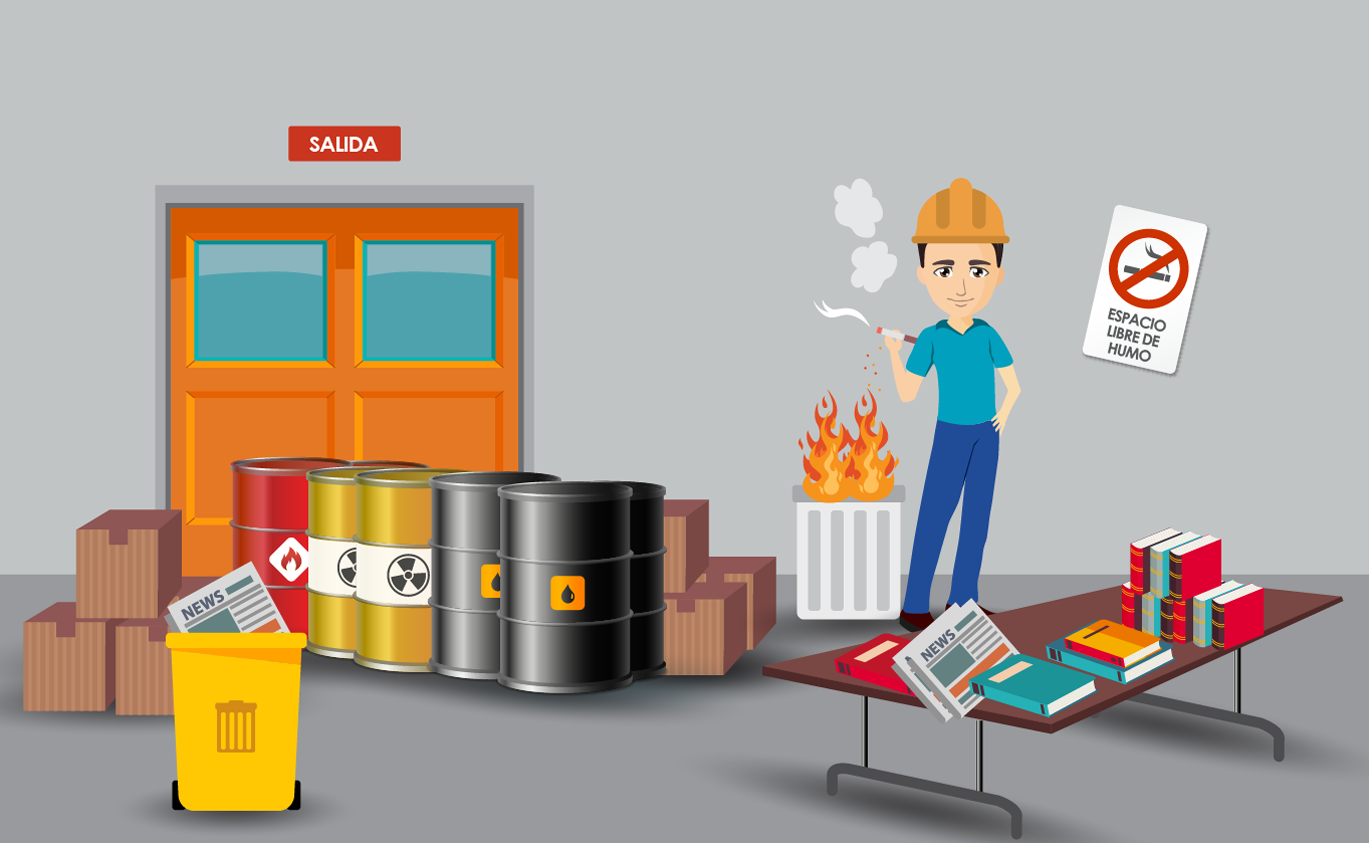 SALIDA
ESPACIO
LIBRE DE
HUMO
NEWS
NEWS